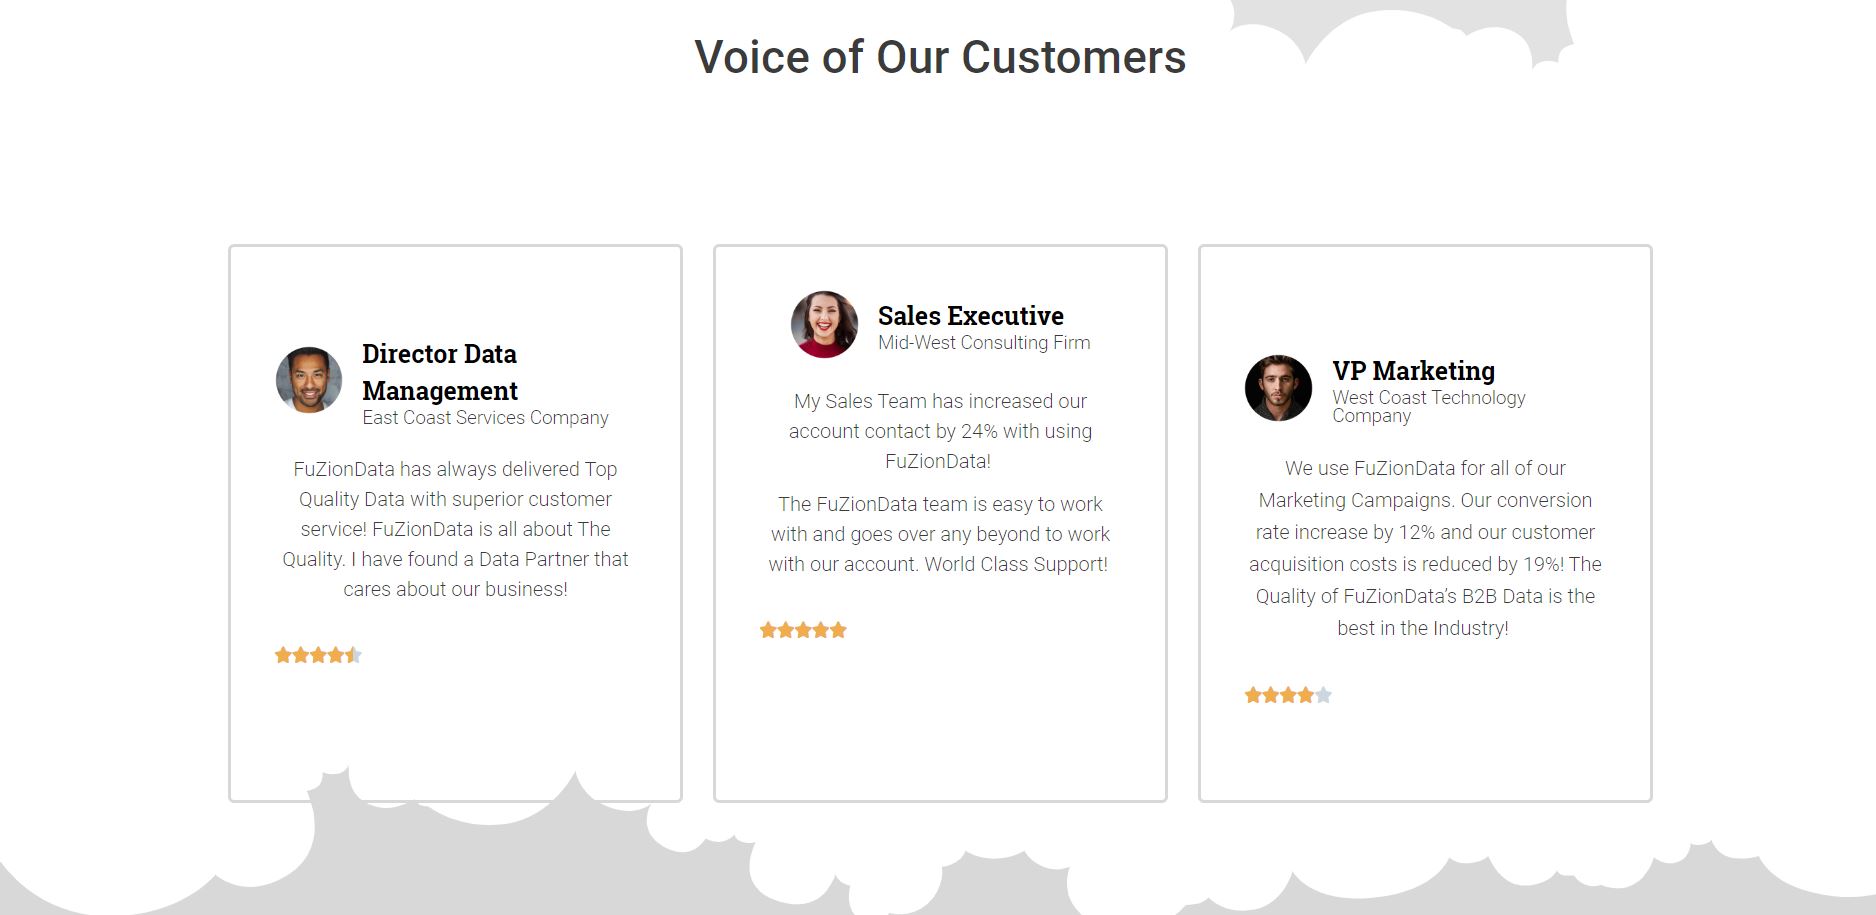 Voice of Our Customers
Director Data
Management
East Coast Services Company
FuZionData has always delivered Top
Quality Data with superior customer
service! FuZionData is all about The
Quality. I have found a Data Partner that
cares about our business!
Sales Executive
Mid-West Consulting Firm
My Sales Team has increased our
account contact by 24% with using
FuZionData!
The FuZionData team is easy to work
with and goes over any beyond to work
with our account. World Class Support!
VP Marketing
West Coast Technology
Company
We use FuZionData for all of our
Marketing Campaigns. Our conversion
rate increase by 12% and our customer
acquisition costs is reduced by 19%! The
Quality of FuZionData’s B2B Data is the
best in the Industry!